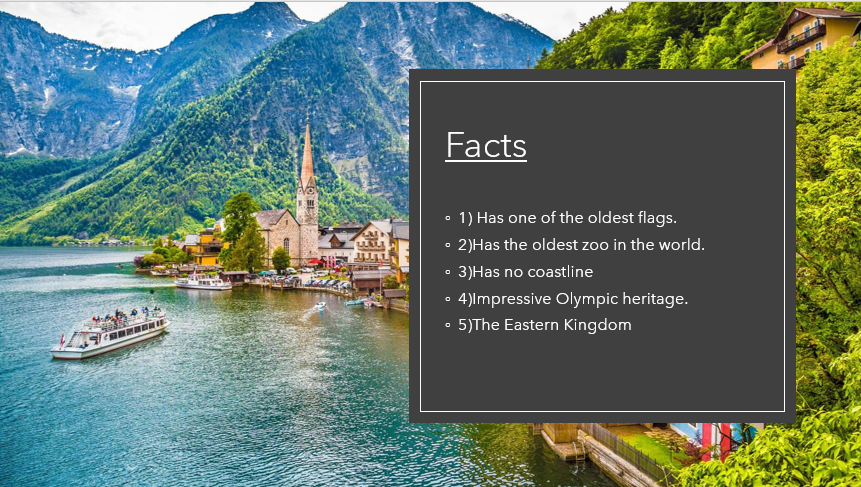 Facts
◦ 1) Has one of the oldest flags.
◦ 2)Has the oldest zoo in the world.
◦ 3)Has no coastline
◦ 4)Impressive Olympic heritage.
◦ 5)The Eastern Kingdom